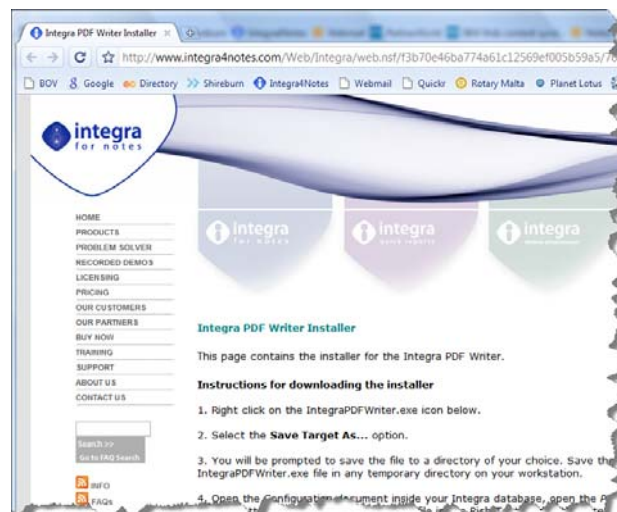 Integra PDF Writer Installer ×
http://www.integra4notes.com/Web/Integra/web.nsf/f3b70e46ba774a61c12569ef005b59a5/78
BOV Google Directory Shireburn Integra4Notes Webmail Quickr Rotary Malta Planet Lotus
integra
for notes
integra
for notes
integra
quick reports
integra
HOME
PRODUCTS
PROBLEM SOLVER
RECORDED DEMOS
LICENSING
PRICING
OUR CUSTOMERS
OUR PARTNERS
BUY NOW
TRAINING
SUPPORT
ABOUT US
CONTACT US
Search >>
Go to FAQ Search
INFO
FAQs
Integra PDF Writer Installer
This page contains the installer for the Integra PDF Writer.
Instructions for downloading the installer
1. Right click on the IntegraPDFWriter.exe icon below.
2. Select the Save Target As... option.
3. You will be prompted to save the file to a directory of your choice. Save the
IntegraPDFWriter.exe file in any temporary directory on your workstation.
4. Open the Configuration document inside your Integra database, open the